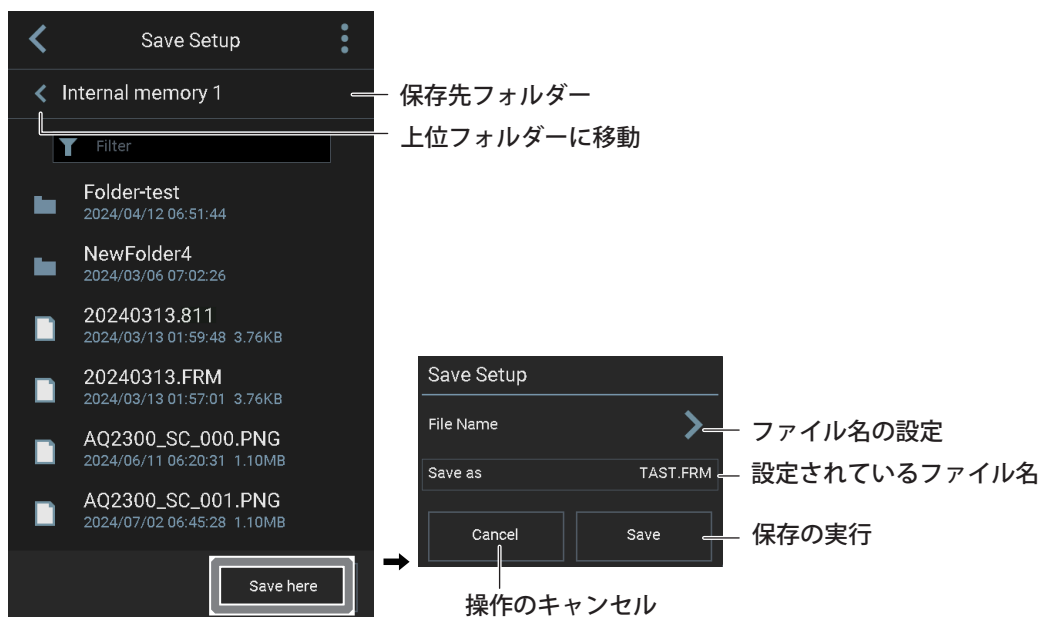 Save Setup
Internal memory 1
保存先フォルダー
上位フォルダーに移動
Filter
Folder-test
2024/04/12 06:51:44
NewFolder4
2024/03/06 07:02:26
20240313.811
2024/03/13 01:59:48 3.76KB
20240313.FRM
2024/03/13 01:57:01 3.76KB
AQ2300_SC_000.PNG
2024/06/11 06:20:31 1.10MB
AQ2300_SC_001.PNG
2024/07/02 06:45:28 1.10MB
Save here
Save Setup
File Name
ファイル名の設定
Save as TAST.FRM
設定されているファイル名
Cancel Save
保存の実行
操作のキャンセル